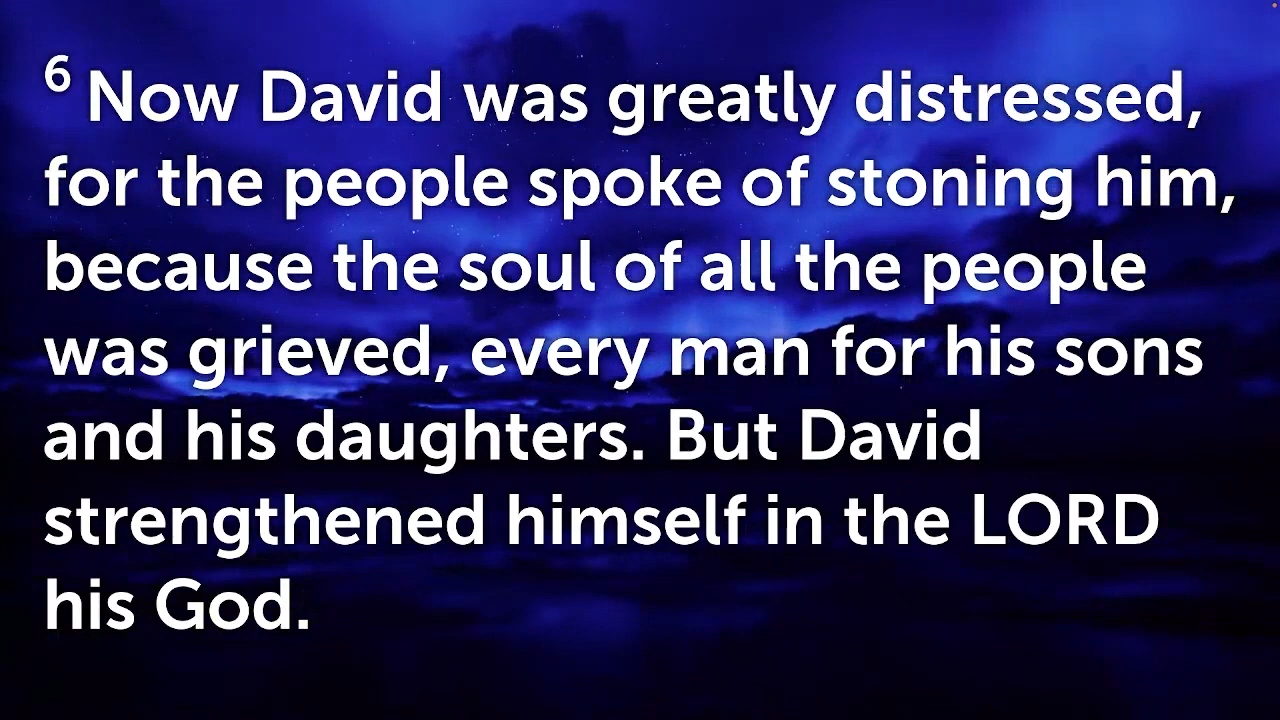 6 Now David was greatly distressed,
for the people spoke of stoning him,
because the soul of all the people
was grieved, every man for his sons
and his daughters. But David
strengthened himself in the LORD
his God.